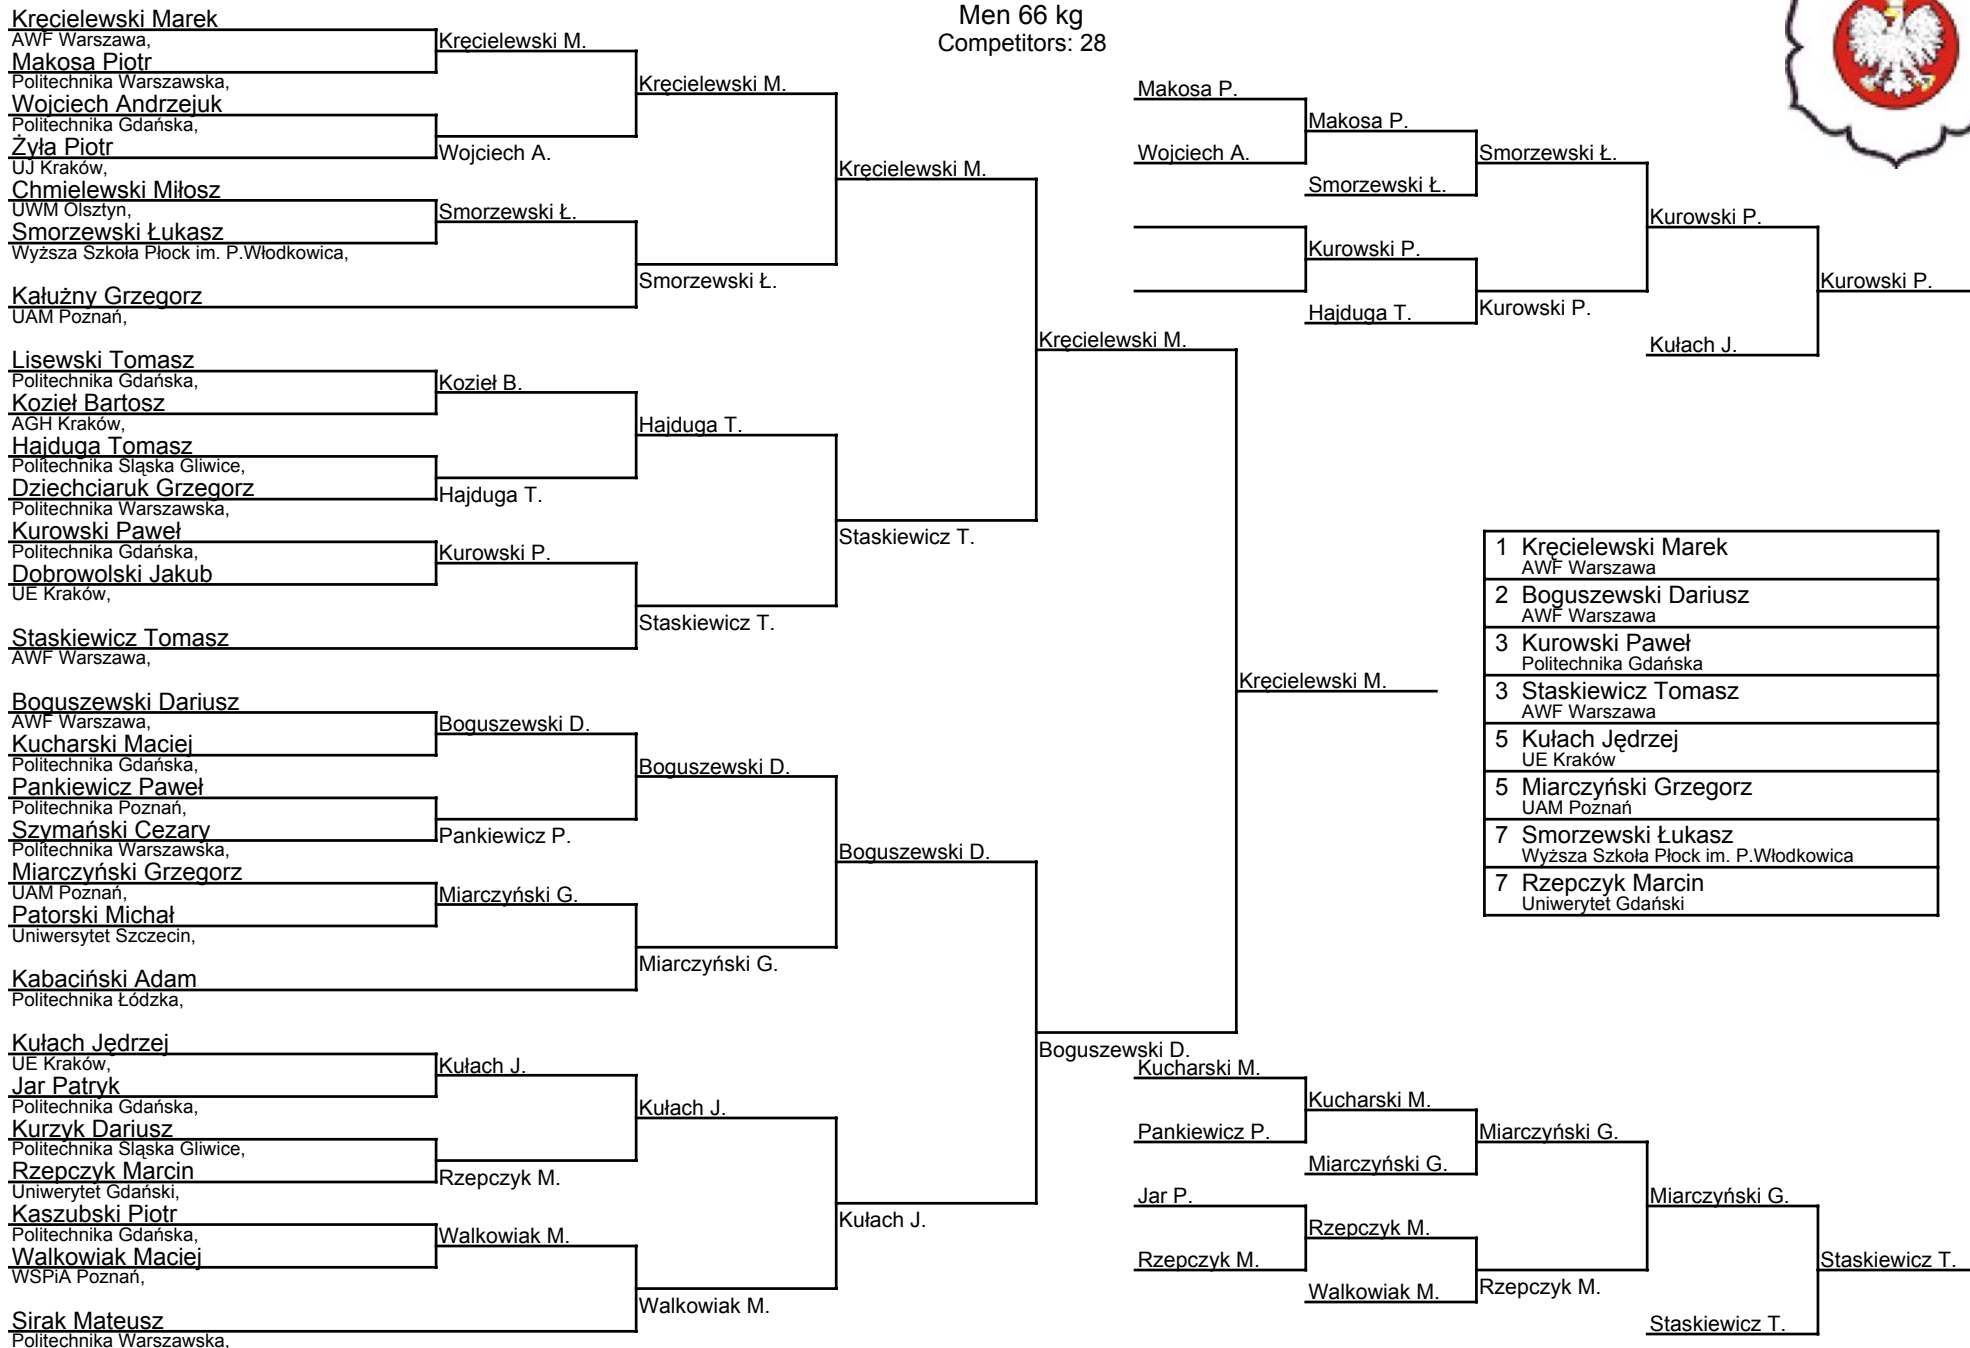 Men 66 kg
Competitors: 28
Kręcielewski Marek
AWF Warszawa,
Makosa Piotr
Politechnika Warszawska,
Wojciech Andrzejuk
Politechnika Gdańska,
Żyła Piotr
UJ Kraków,
Chmielewski Miłosz
UWM Olsztyn,
Smorzewski Łukasz
Wyższa Szkoła Płock im. P.Włodkowica,
Kałużny Grzegorz
UAM Poznań,
Lisewski Tomasz
Politechnika Gdańska,
Kozieł Bartosz
AGH Kraków,
Hajduga Tomasz
Politechnika Śląska Gliwice,
Dziechciaruk Grzegorz
Politechnika Warszawska,
Kurowski Paweł
Politechnika Gdańska,
Dobrowolski Jakub
UE Kraków,
Staskiewicz Tomasz
AWF Warszawa,
Boguszewski Dariusz
AWF Warszawa,
Kucharski Maciej
Politechnika Gdańska,
Pankiewicz Paweł
Politechnika Poznań,
Szymański Cezary
Politechnika Warszawska,
Miarczyński Grzegorz
UAM Poznań,
Patorski Michał
Uniwersytet Szczecin,
Kabaciński Adam
Politechnika Łódzka,
Kułach Jędrzej
UE Kraków,
Jar Patryk
Politechnika Gdańska,
Kurzyk Dariusz
Politechnika Śląska Gliwice,
Rzepczyk Marcin
Uniwerytet Gdański,
Kaszubski Piotr
Politechnika Gdańska,
Walkowiak Maciej
WSPiA Poznań,
Sirak Mateusz
Politechnika Warszawska,
Kręcielewski M.
Wojciech A.
Smorzewski Ł.
Kozieł B.
Hajduga T.
Kurowski P.
Boguszewski D.
Pankiewicz P.
Miarczyński G.
Kułach J.
Rzepczyk M.
Walkowiak M.
Kręcielewski M.
Smorzewski Ł.
Hajduga T.
Staskiewicz T.
Boguszewski D.
Miarczyński G.
Kułach J.
Walkowiak M.
Kręcielewski M.
Staskiewicz T.
Boguszewski D.
Kułach J.
Kręcielewski M.
Boguszewski D.
Kręcielewski M.
Makosa P.
Wojciech A.
Makosa P.
Smorzewski Ł.
Kurowski P.
Hajduga T.
Smorzewski Ł.
Kurowski P.
Kurowski P.
Kułach J.
Kurowski P.
1 Kręcielewski Marek
AWF Warszawa
2 Boguszewski Dariusz
AWF Warszawa
3 Kurowski Paweł
Politechnika Gdańska
3 Staskiewicz Tomasz
AWF Warszawa
5 Kułach Jędrzej
UE Kraków
5 Miarczyński Grzegorz
UAM Poznań
7 Smorzewski Łukasz
Wyższa Szkoła Płock im. P.Włodkowica
7 Rzepczyk Marcin
Uniwerytet Gdański
Kucharski M.
Pankiewicz P.
Jar P.
Rzepczyk M.
Kucharski M.
Miarczyński G.
Rzepczyk M.
Walkowiak M.
Miarczyński G.
Rzepczyk M.
Miarczyński G.
Staskiewicz T.
Staskiewicz T.